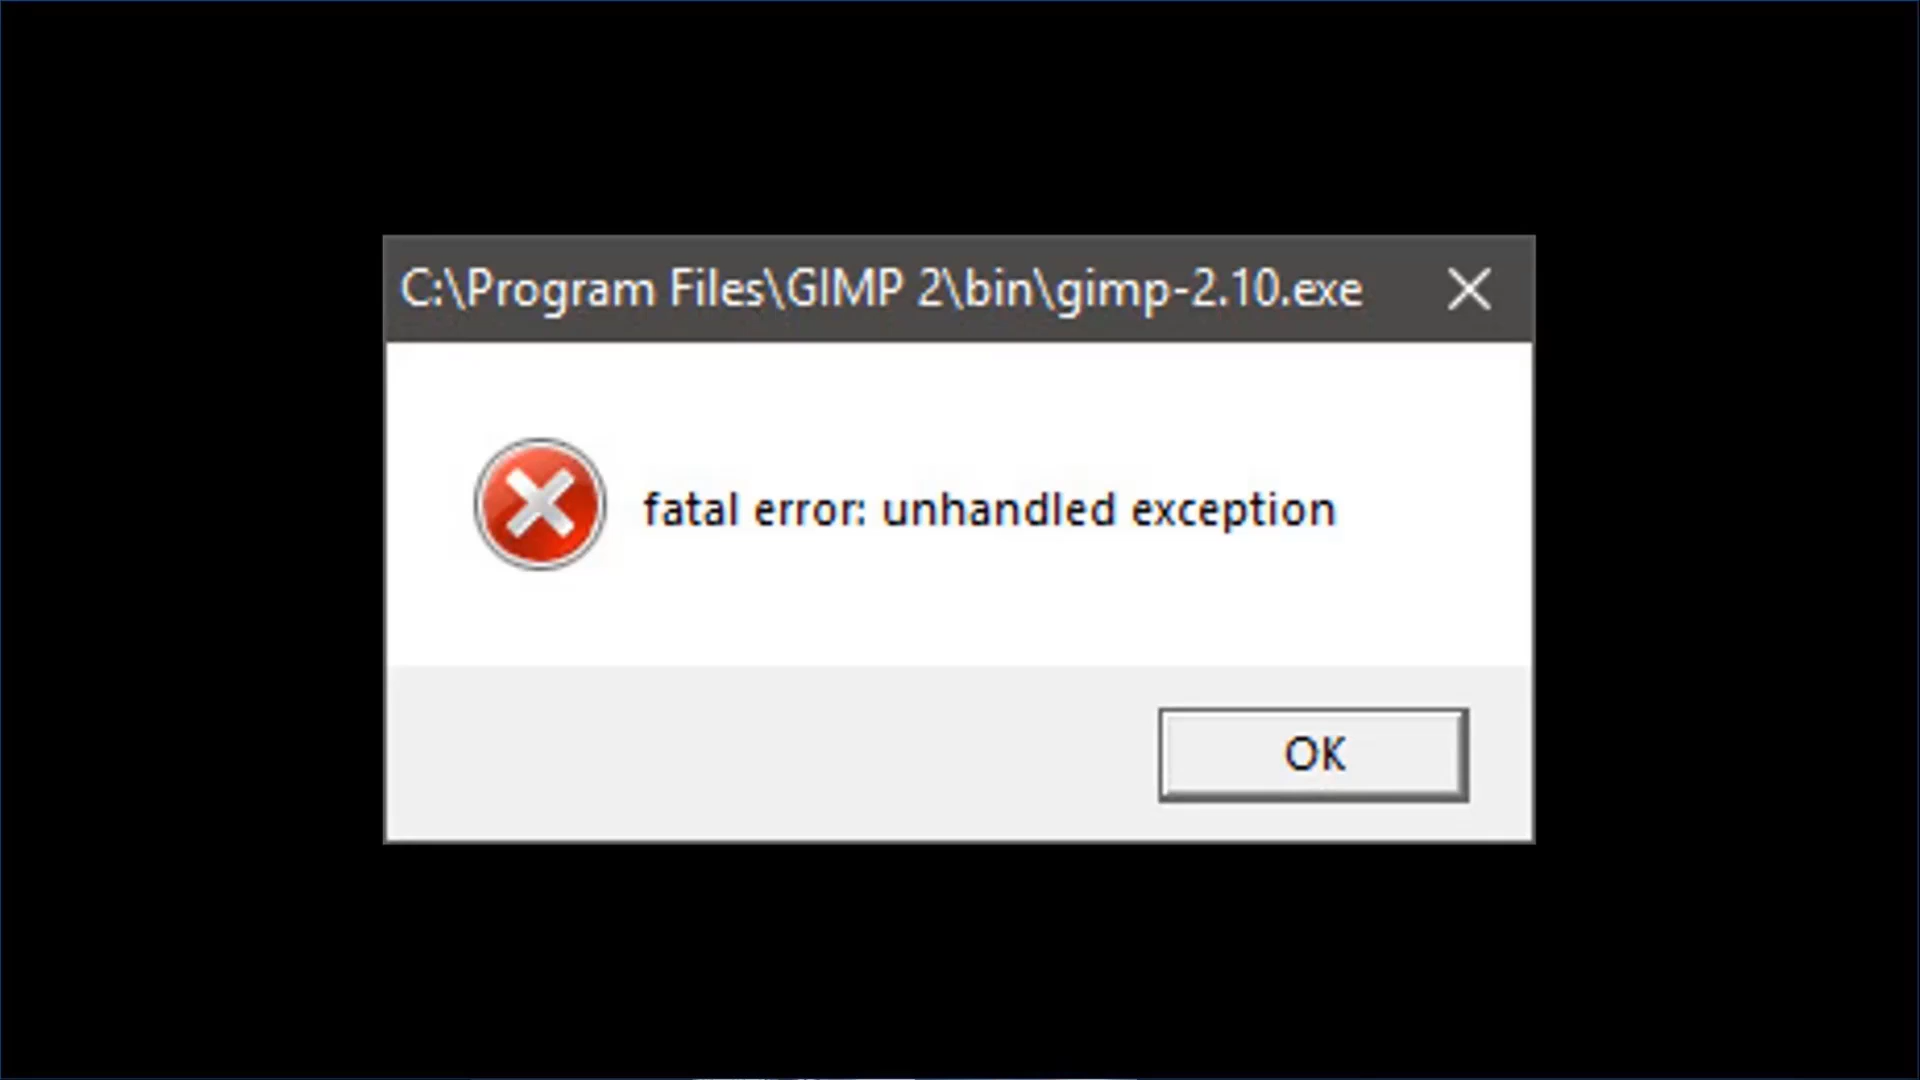 C:\Program Files\GIMP 2\bin\gimp-2.10.exe
fatal error: unhandled exception
OK